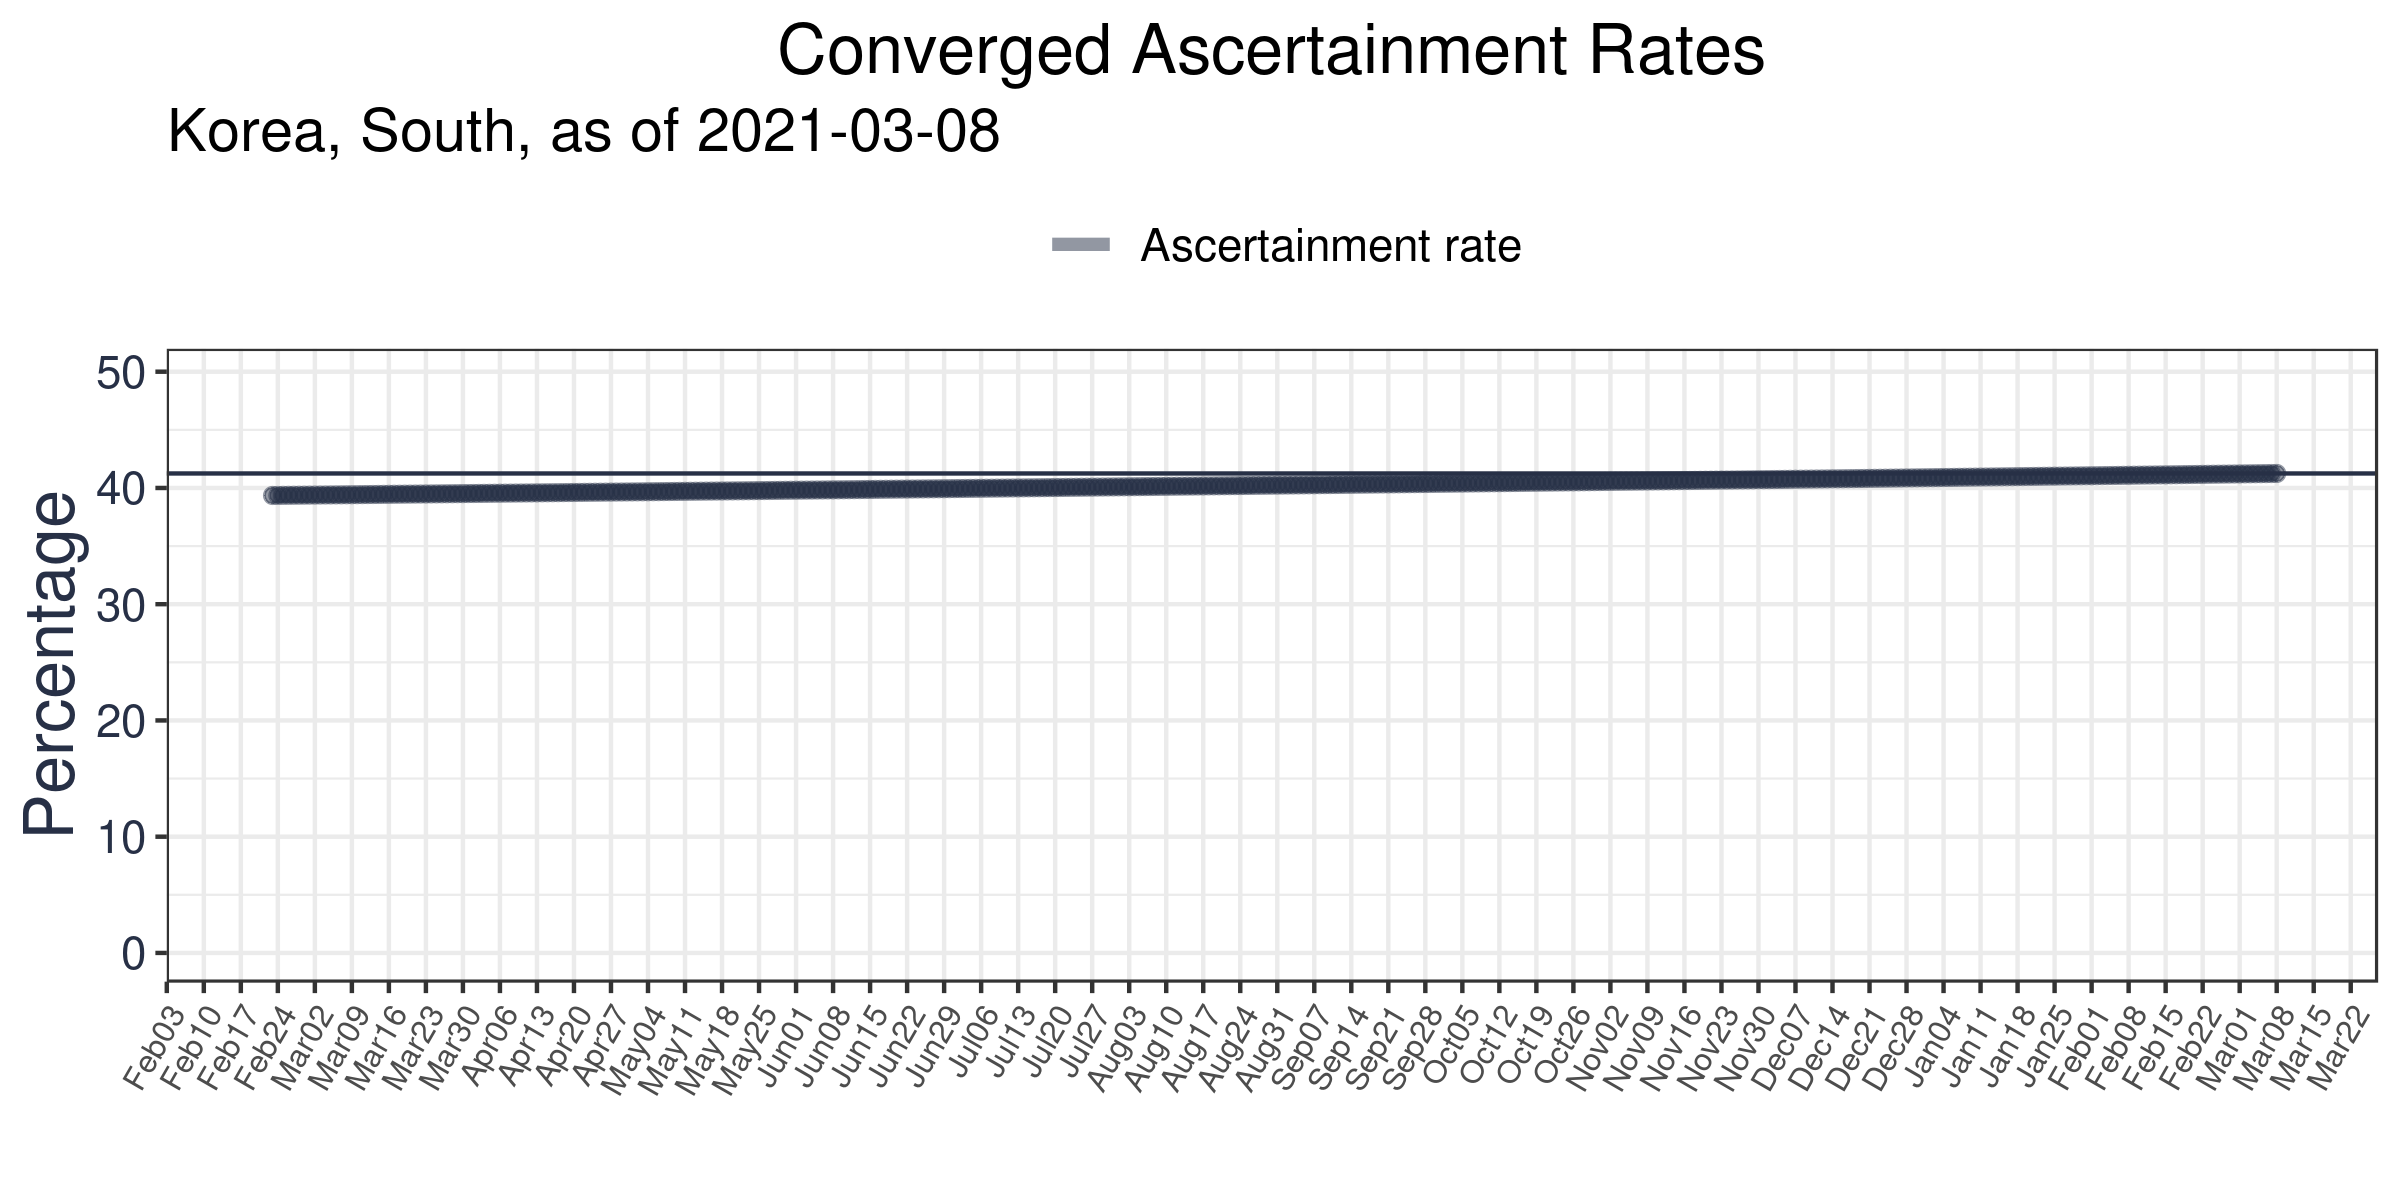 Converged Ascertainment Rates
Korea, South, as of 2021-03-08
Ascertainment rate
Percentage
50
40
30
20
10
0
Feb03 Feb10 Feb17 Feb24 Mar02 Mar09 Mar16 Mar23 Mar30 Apr06 Apr13 Apr20 Apr27 May04 May11 May18 May25 Jun01 Jun08 Jun15 Jun22 Jun29 Jul06 Jul13 Jul20 Jul27 Aug03 Aug10 Aug17 Aug24 Aug31 Sep07 Sep14 Sep21 Sep28 Oct05 Oct12 Oct19 Oct26 Nov02 Nov09 Nov16 Nov23 Nov30 Dec07 Dec14 Dec21 Dec28 Jan04 Jan11 Jan18 Jan25 Feb01 Feb08 Feb15 Feb22 Mar01 Mar08 Mar15 Mar22